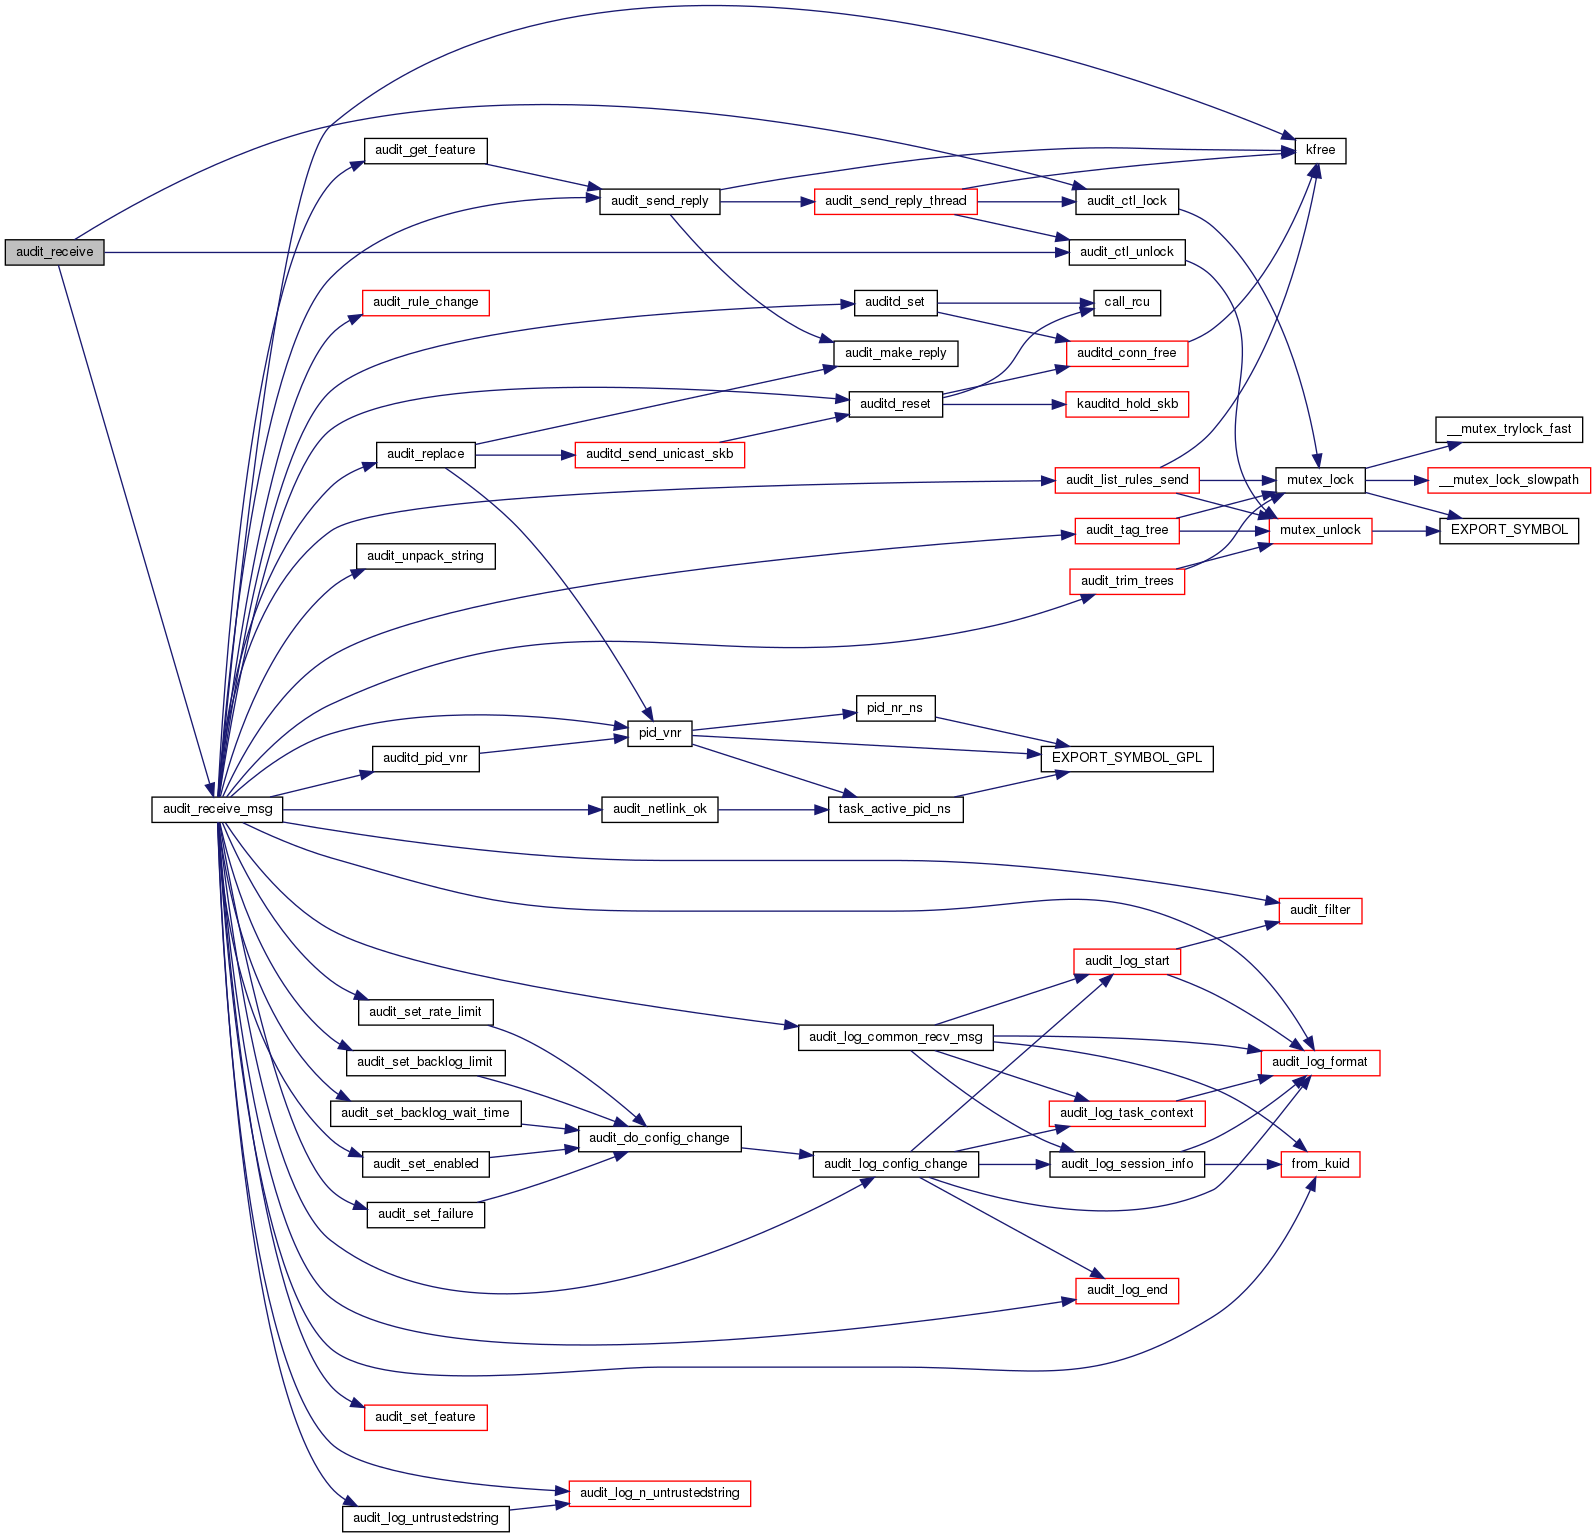 kfree
audit_get_feature
audit_send_reply
audit_send_reply_thread
audit_ctl_lock
audit_receive
audit_ctl_unlock
audit_rule_change
auditd_set
call_rcu
audit_make_reply
auditd_conn_free
auditd_reset
kauditd_hold_skb
__mutex_trylock_fast
audit_replace
auditd_send_unicast_skb
audit_list_rules_send
mutex_lock
__mutex_lock_slowpath
audit_tag_tree
mutex_unlock
EXPORT_SYMBOL
audit_unpack_string
audit_trim_trees
pid_nr_ns
pid_vnr
auditd_pid_vnr
EXPORT_SYMBOL_GPL
audit_receive_msg
audit_netlink_ok
task_active_pid_ns
audit_filter
audit_log_start
audit_set_rate_limit
audit_log_common_recv_msg
audit_set_backlog_limit
audit_log_format
audit_set_backlog_wait_time
audit_log_task_context
audit_do_config_change
audit_set_enabled
audit_log_config_change
audit_log_session_info
from_kuid
audit_set_failure
audit_log_end
audit_set_feature
audit_log_n_untrustedstring
audit_log_untrustedstring